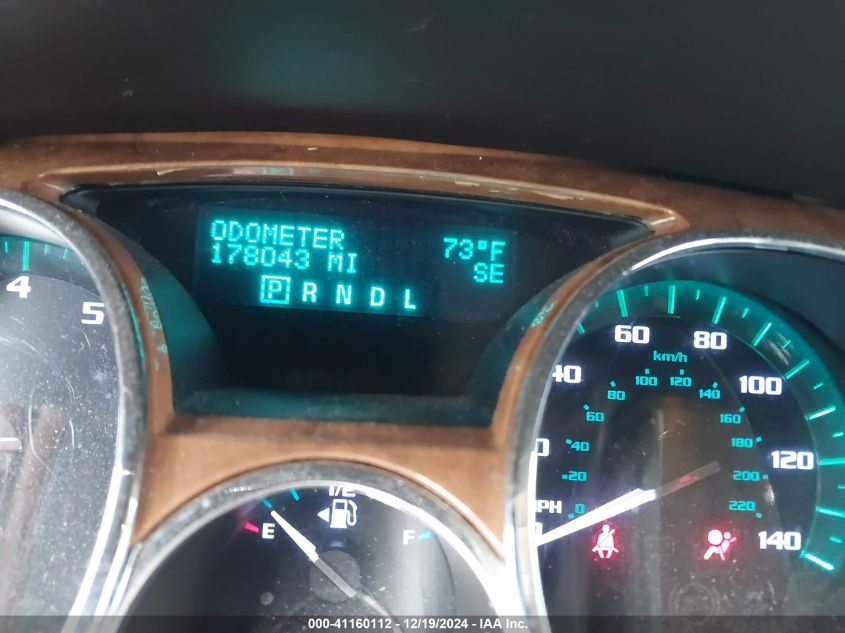 ODOMETER 73°F
178043 MI SE
P R N D L
4 5
40 60 80 100 120 140
km/h
0 20 40 60 80 100 120 140 160 180 200 220
1/2
E F
000-41160112 - 12/19/2024 - IAA Inc.